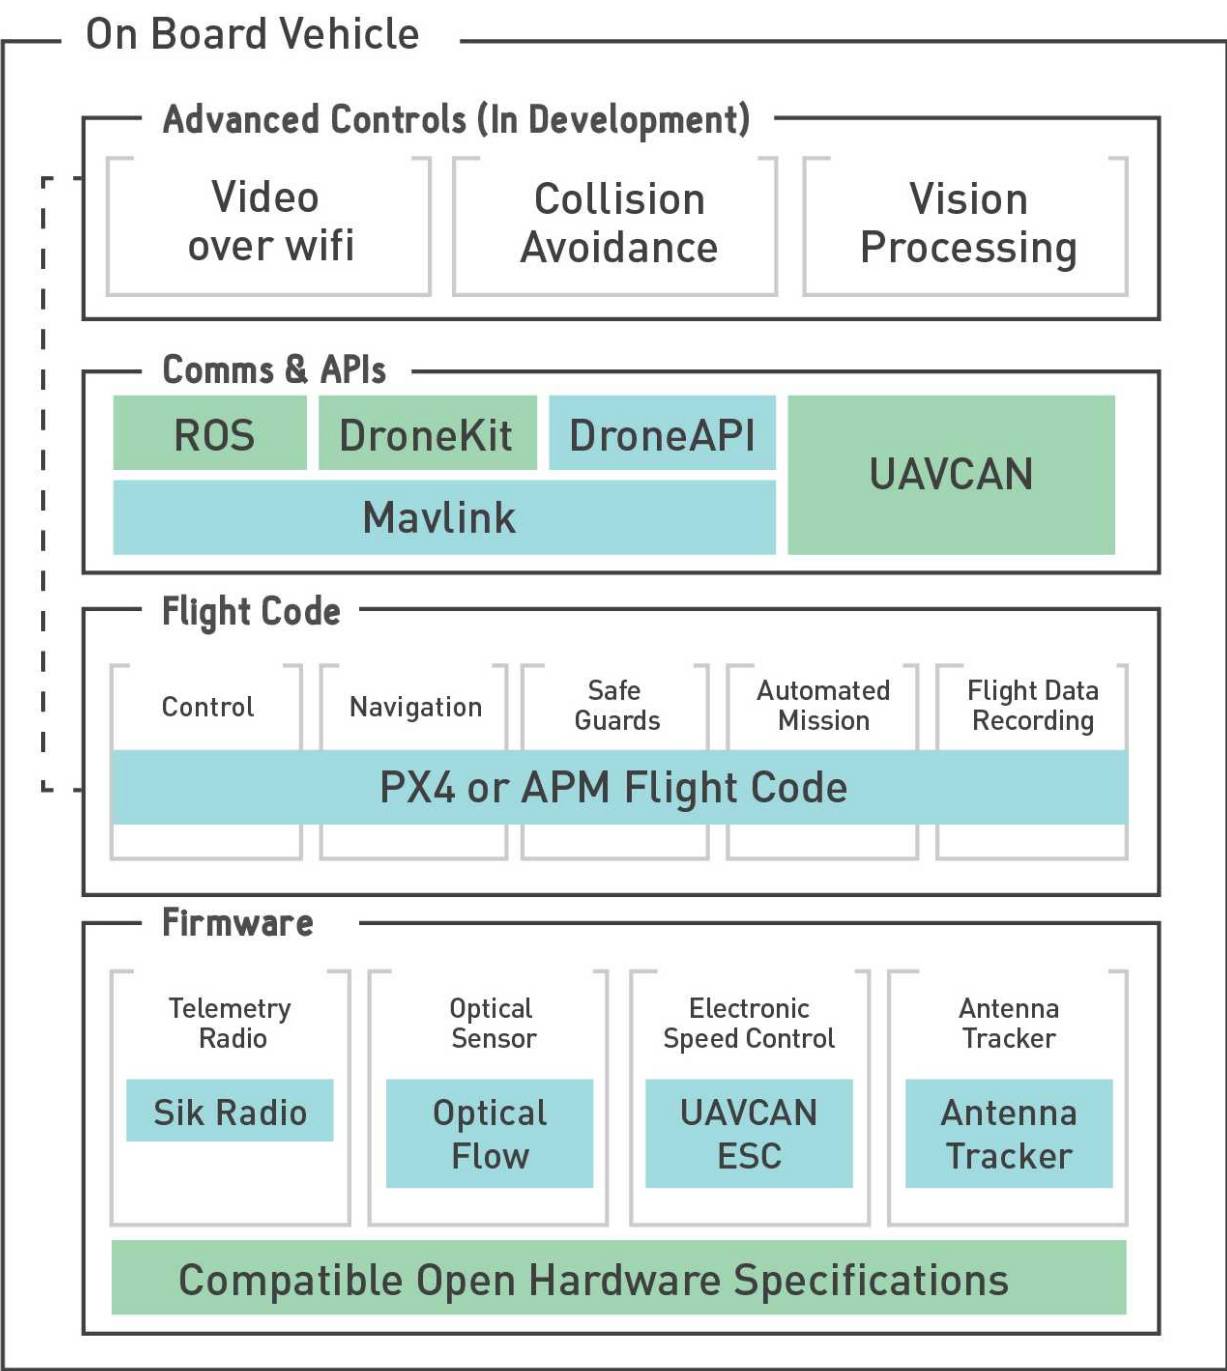 On Board Vehicle
Advanced Controls (In Development)
Video
over wifi
Collision
Avoidance
Vision
Processing
Comms & APIs
ROS
DroneKit
DroneAPI
UAVCAN
Mavlink
Flight Code
Control
Navigation
Safe
Guards
Automated
Mission
Flight Data
Recording
PX4 or APM Flight Code
Firmware
Telemetry
Radio
Sik Radio
Optical
Sensor
Optical
Flow
Electronic
Speed Control
UAVCAN
ESC
Antenna
Tracker
Antenna
Tracker
Compatible Open Hardware Specifications